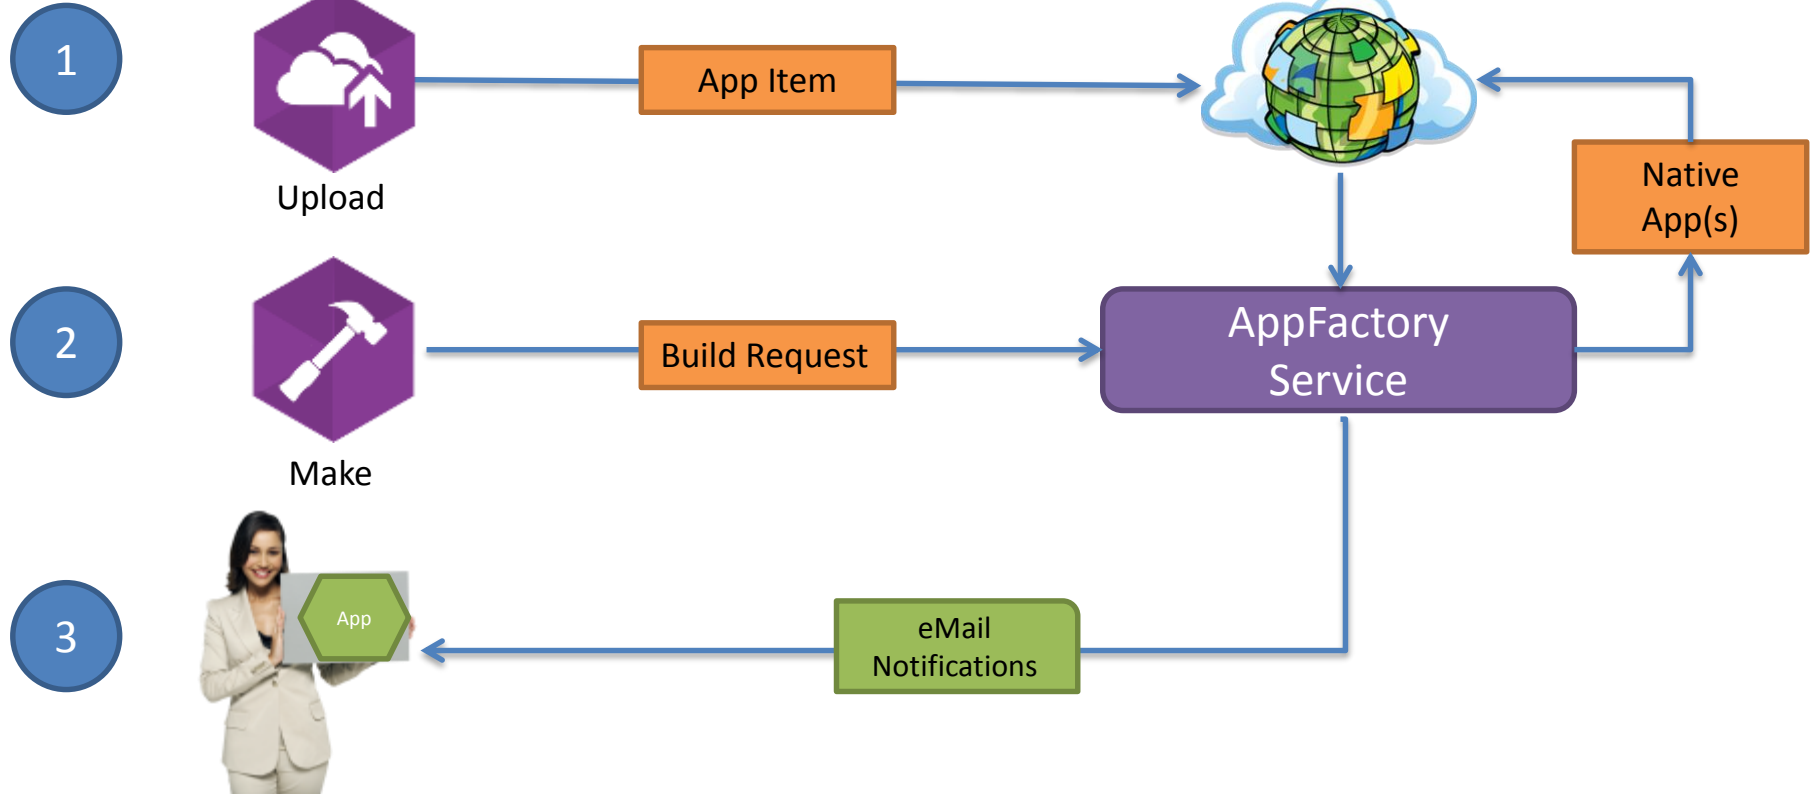 1
App Item
Upload
Native
App(s)
2
Build Request
AppFactory
Service
Make
3
App
eMail
Notifications